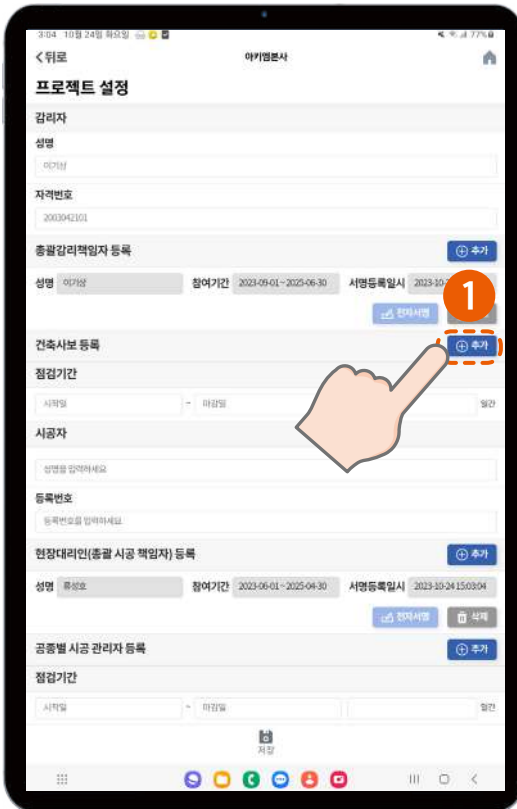 3:04 10월 24일 화요일 77%
뒤로 아키엠본사
프로젝트 설정
감리자
성명
이기상
자격번호
2003042101
총괄감리책임자 등록 추가
성명 이기상 참여기간 2023-09-01~2025-06-30 서명등록일시 2023-10-
전자서명
1
건축사보 등록 추가
점검기간
시작일 ~ 마감일 일간
시공자
성명을 입력하세요
등록번호
등록번호를 입력하세요.
현장대리인(총괄 시공 책임자) 등록 추가
성명 류성호 참여기간 2023-06-01~2025-04-30 서명등록일시 2023-10-24 15:03:04
전자서명 삭제
공종별 시공 관리자 등록 추가
점검기간
시작일 ~ 마감일 일간
저장